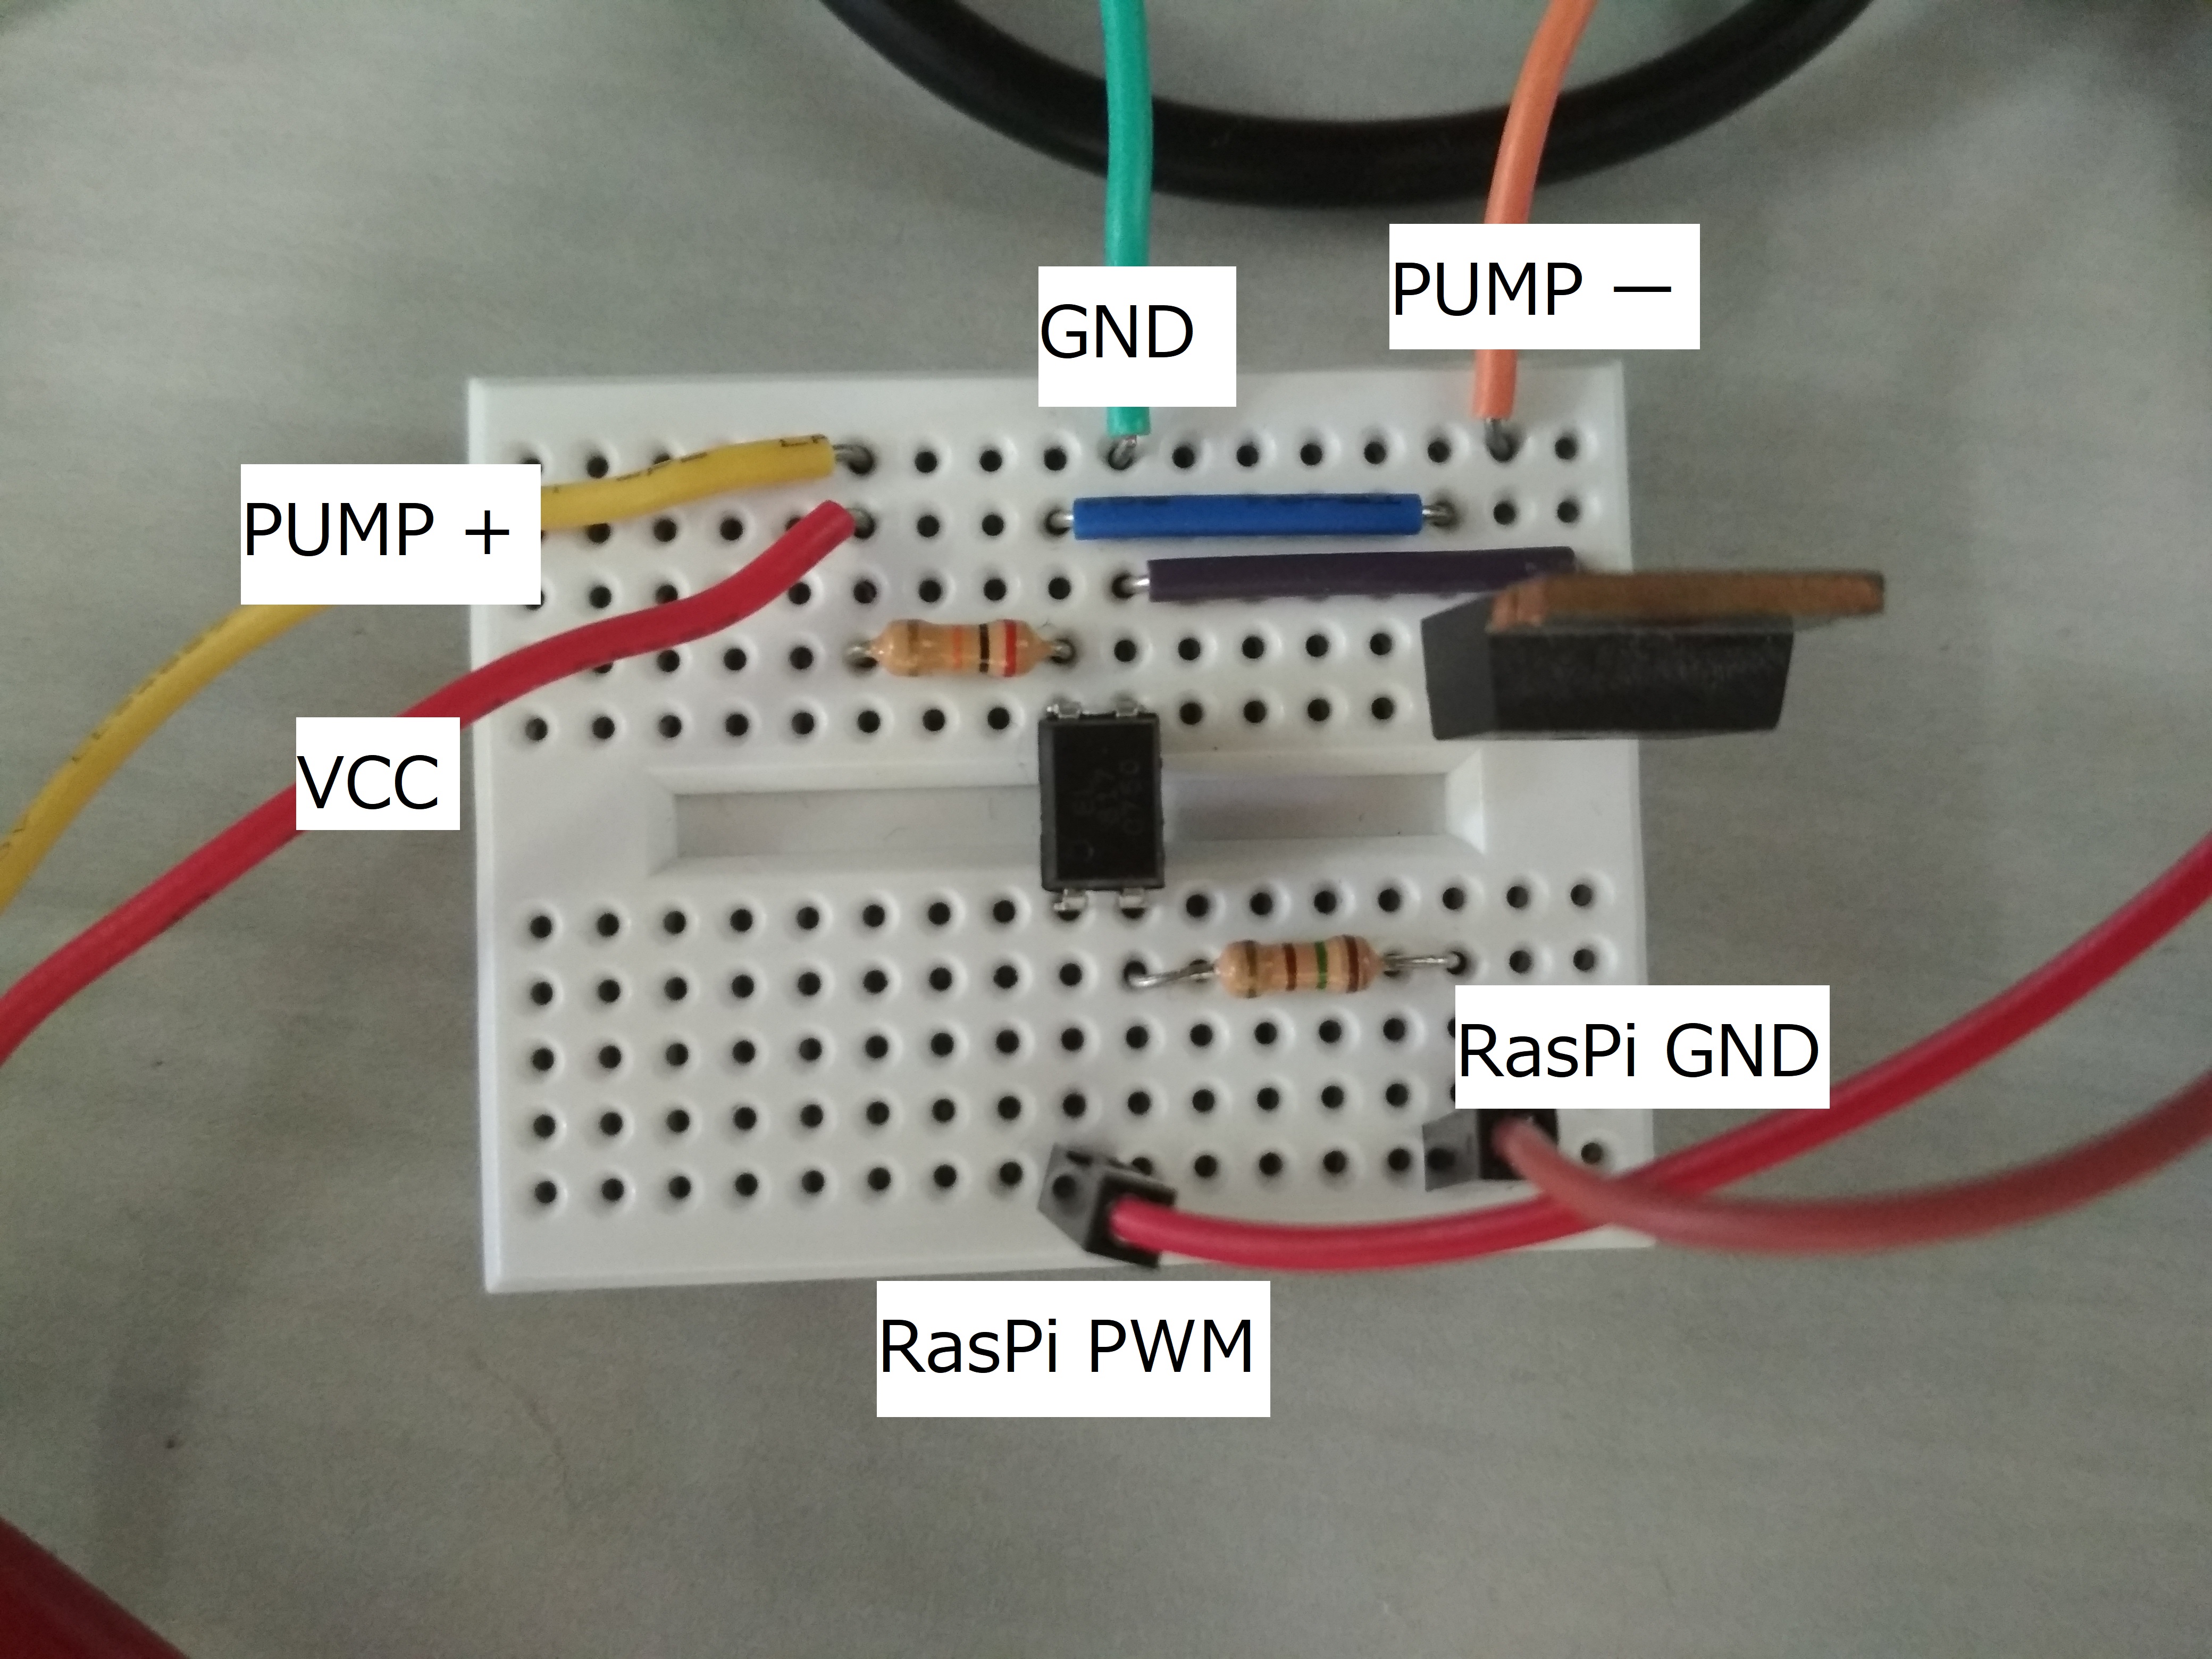 GND
PUMP －
PUMP +
VCC
RasPi GND
RasPi PWM